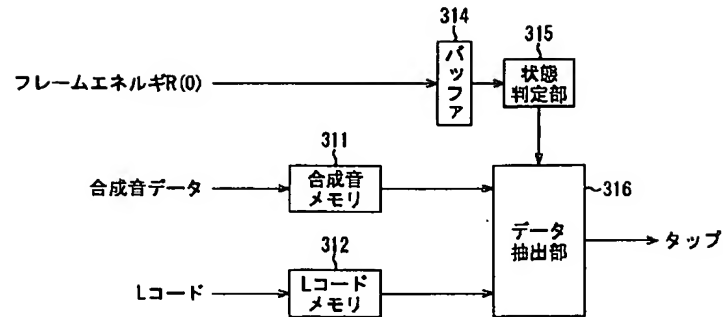 314
315
フレームエネルギR(0)
バッファ
状態
判定部
311
合成音データ
合成音
メモリ
316
データ
抽出部
タップ
312
Lコード
Lコード
メモリ